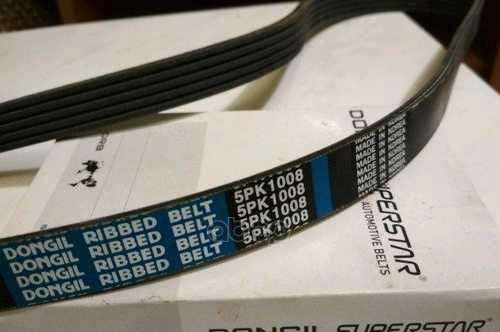 DONGIL RIBBED BELT 5PK1008 MADE IN KOREA
DONGIL RIBBED BELT 5PK1008 MADE IN KOREA
DONGIL RIBBED BELT 5PK1008 MADE IN KOREA
DONGIL RIBBED BELT 5PK1008 MADE IN KOREA
SUPERSTAR
AUTOMOTIVE BELTS
DONGIL SUPERSTAR